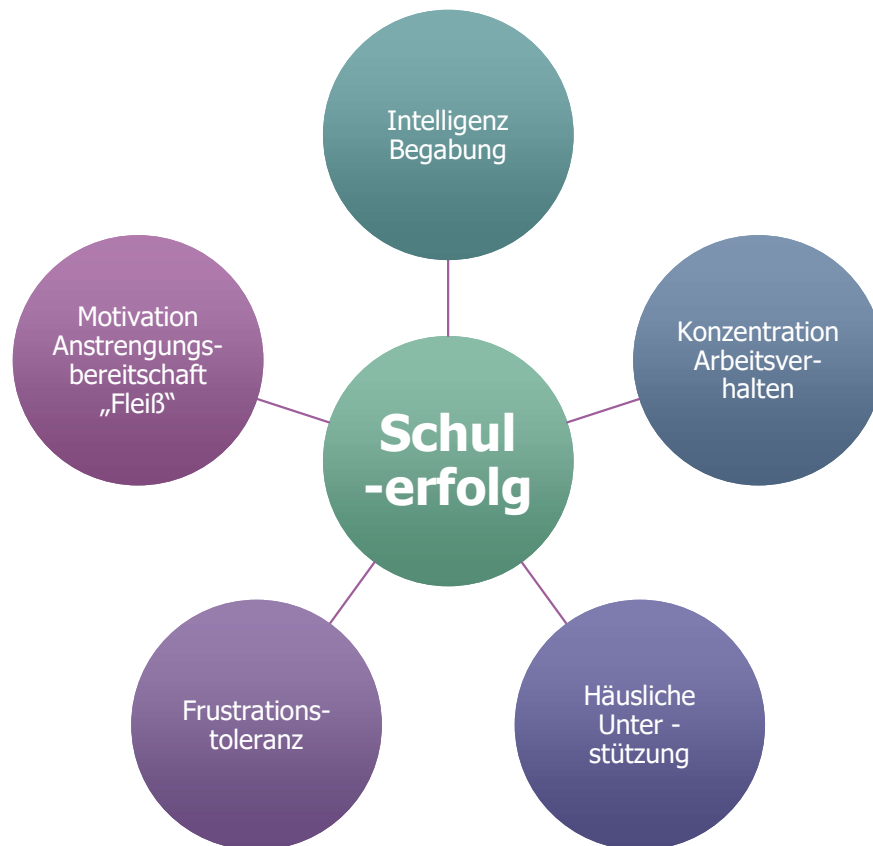 Intelligenz
Begabung
Konzentration
Arbeitsver-
halten
Häusliche
Unter -
stützung
Frustrations-
toleranz
Motivation
Anstrengungs-
bereitschaft
„Fleiß“
Schul
-erfolg